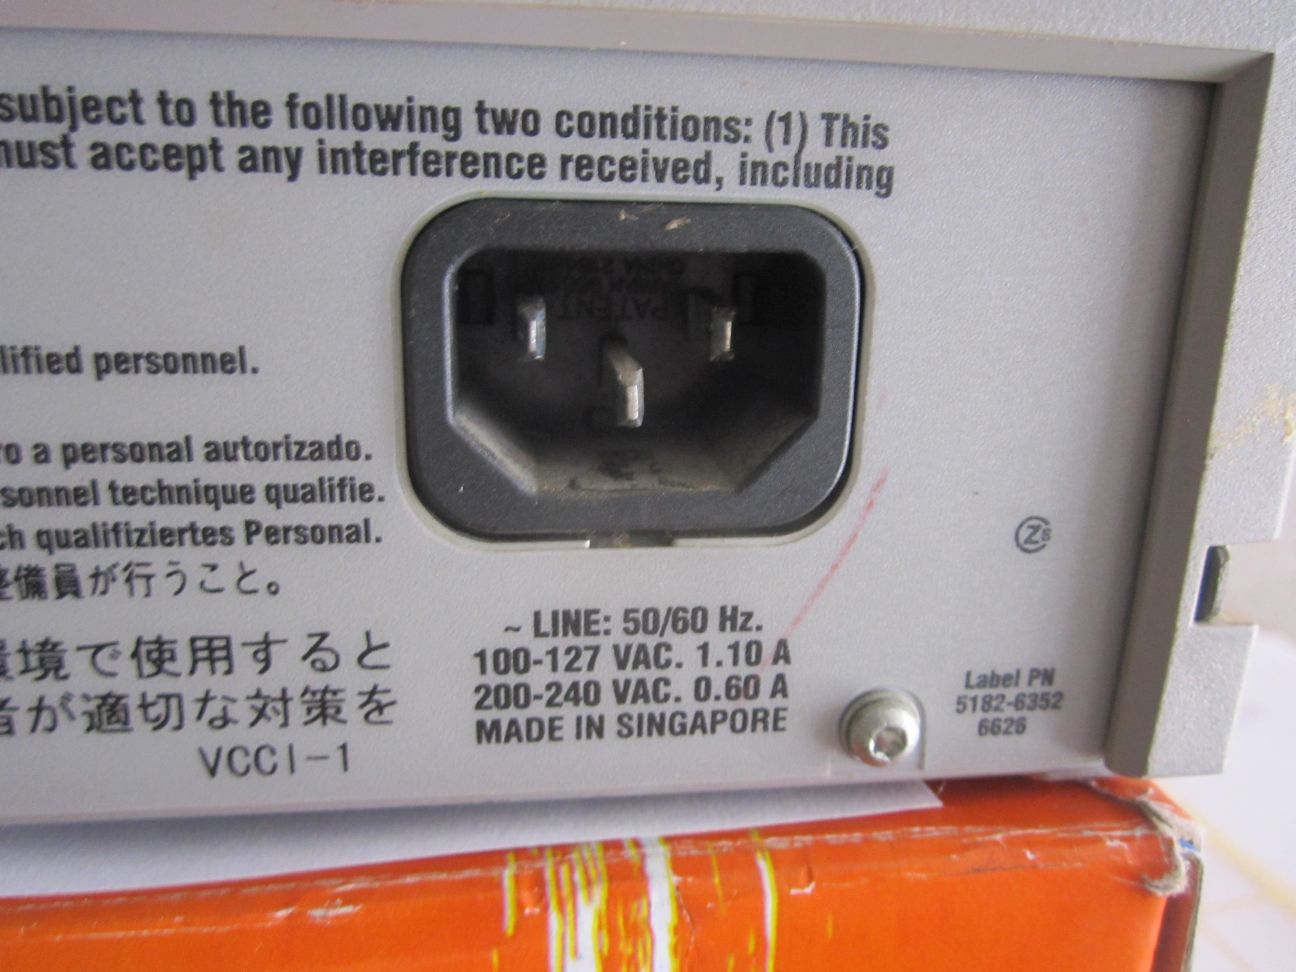 subject to the following two conditions: (1) This
must accept any interference received, including
PATENT
lified personnel.
ro a personal autorizado.
rsonnel technique qualifie.
ch qualifiziertes Personal.
整備員が行うこと。
環境で使用すると
者が適切な対策を
VCCI-1
~ LINE: 50/60 Hz.
100-127 VAC. 1.10 A
200-240 VAC. 0.60 A
MADE IN SINGAPORE
Zs
Label PN
5182-6352
6626